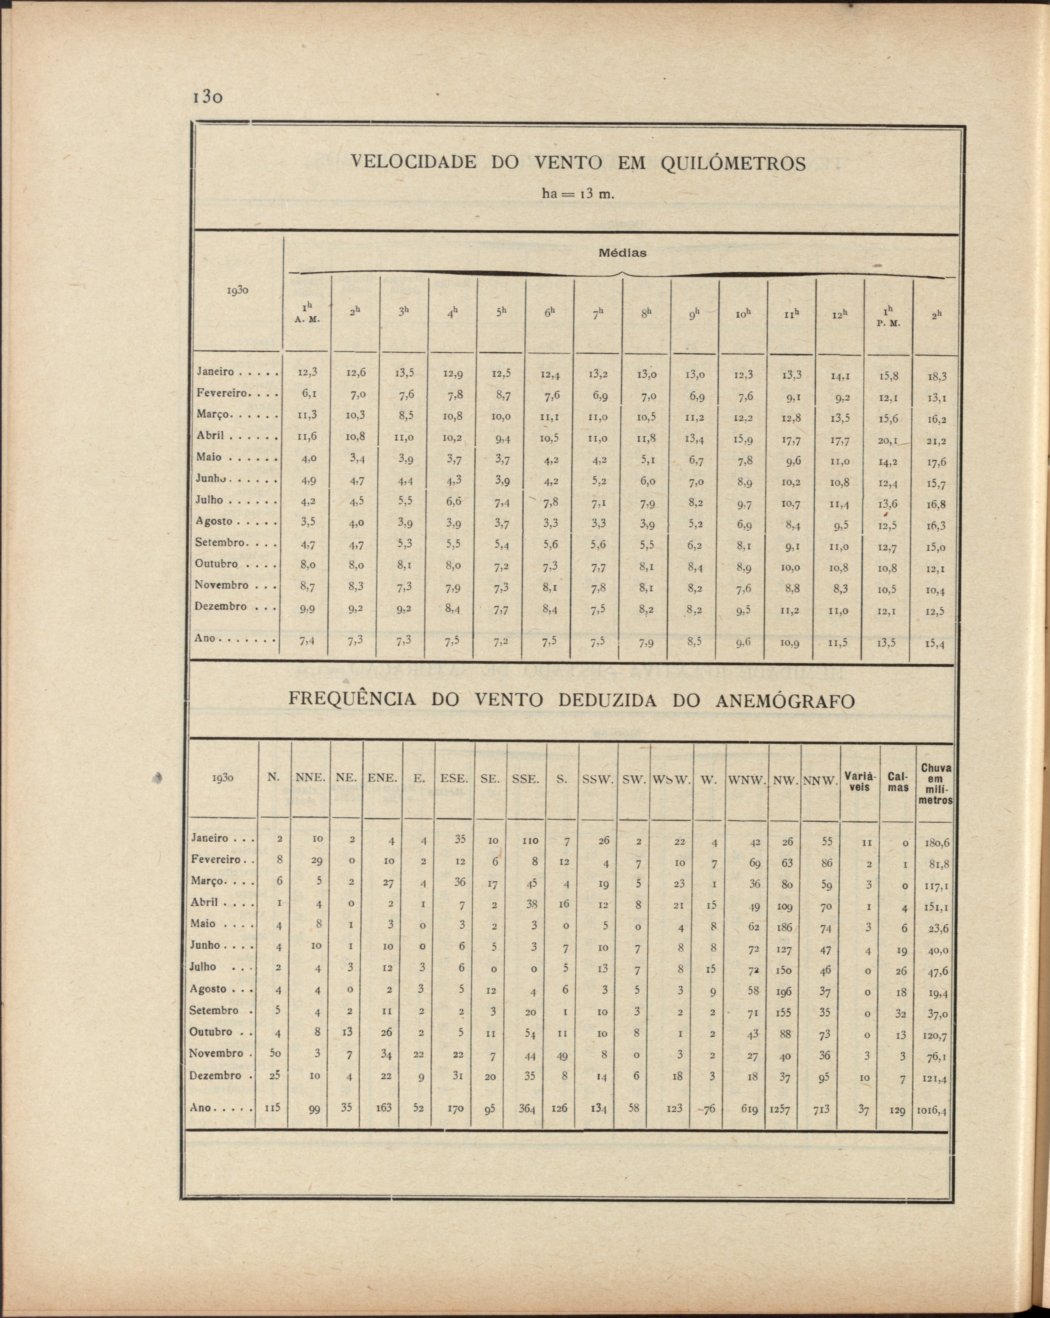 130
VELOCIDADE DO VENTO EM QUILÓMETROS
ha = 13 m.
Médias
1930 1h A. M. 2h 3h 4h 5h 6h 7h 8h 9h 10h 11h 12h 1h P. M. 2h
Janeiro . . . . . 12,3 12,6 13,5 12,9 12,5 12,4 13,2 13,0 13,0 12,3 13,3 14,1 15,8 18,3
Fevereiro. . . . 6,1 7,0 7,6 7,8 8,7 7,6 6,9 7,0 6,9 7,6 9,1 9,2 12,1 13,1
Março. . . . . . 11,3 10,3 8,5 10,8 10,0 11,1 11,0 10,5 11,2 12,2 12,8 13,5 15,6 16,2
Abril . . . . . . 11,6 10,8 11,0 10,2 9,4 10,5 11,0 11,8 13,4 15,9 17,7 17,7 20,1 21,2
Maio . . . . . . 4,0 3,4 3,9 3,7 3,7 4,2 4,2 5,1 6,7 7,8 9,6 11,0 14,2 17,6
Junho. . . . . . 4,9 4,7 4,4 4,3 3,9 4,2 5,2 6,0 7,0 8,9 10,2 10,8 12,4 15,7
Julho . . . . . . 4,2 4,5 5,5 6,6 7,4 7,8 7,1 7,9 8,2 9,7 10,7 11,4 13,6 16,8
Agosto . . . . . 3,5 4,0 3,9 3,9 3,7 3,3 3,3 3,9 5,2 6,9 8,4 9,5 12,5 16,3
Setembro. . . . 4,7 4,7 5,3 5,5 5,4 5,6 5,6 5,5 6,2 8,1 9,1 11,0 12,7 15,0
Outubro . . . . 8,0 8,0 8,1 8,0 7,2 7,3 7,7 8,1 8,4 8,9 10,0 10,8 10,8 12,1
Novembro . . . 8,7 8,3 7,3 7,9 7,3 8,1 7,8 8,1 8,2 7,6 8,8 8,3 10,5 10,4
Dezembro . . . 9,9 9,2 9,2 8,4 7,7 8,4 7,5 8,2 8,2 9,5 11,2 11,0 12,1 12,5
Ano . . . . . . . 7,4 7,3 7,3 7,5 7,2 7,5 7,5 7,9 8,5 9,6 10,9 11,5 13,5 15,4
FREQUÊNCIA DO VENTO DEDUZIDA DO ANEMÓGRAFO
1930 N. NNE. NE. ENE. E. ESE. SE. SSE. S. SSW. SW. WSW. W. WNW. NW. NNW. Variáveis Calmas Chuva em milímetros
Janeiro . . . 2 10 2 4 4 35 10 110 7 26 2 22 4 42 26 55 11 0 180,6
Fevereiro . . 8 29 0 10 2 12 6 8 12 4 7 10 7 69 63 86 2 1 81,8
Março. . . . 6 5 2 27 4 36 17 45 4 19 5 23 1 36 80 59 3 0 117,1
Abril . . . . 1 4 0 2 1 7 2 38 16 12 8 21 15 49 109 70 1 4 151,1
Maio . . . . 4 8 1 3 0 3 2 3 0 5 0 4 8 62 186 74 3 6 23,6
Junho . . . . 4 10 1 10 0 6 5 3 7 10 7 8 8 72 127 47 4 19 40,0
Julho . . . 2 4 3 12 3 6 0 0 5 13 7 8 15 72 150 46 0 26 47,6
Agosto . . . 4 4 0 2 3 5 12 4 6 3 5 3 9 58 196 37 0 18 19,4
Setembro . 5 4 2 11 2 2 3 20 1 10 3 2 2 71 155 35 0 32 37,0
Outubro . . 4 8 13 26 2 5 11 54 11 10 8 1 2 43 88 73 0 13 120,7
Novembro . 50 3 7 34 22 22 7 44 49 8 0 3 2 27 40 36 3 3 76,1
Dezembro . 25 10 4 22 9 31 20 35 8 14 6 18 3 18 37 95 10 7 121,4
Ano . . . . . 115 99 35 163 52 170 95 364 126 134 58 123 76 619 1257 713 37 129 1016,4